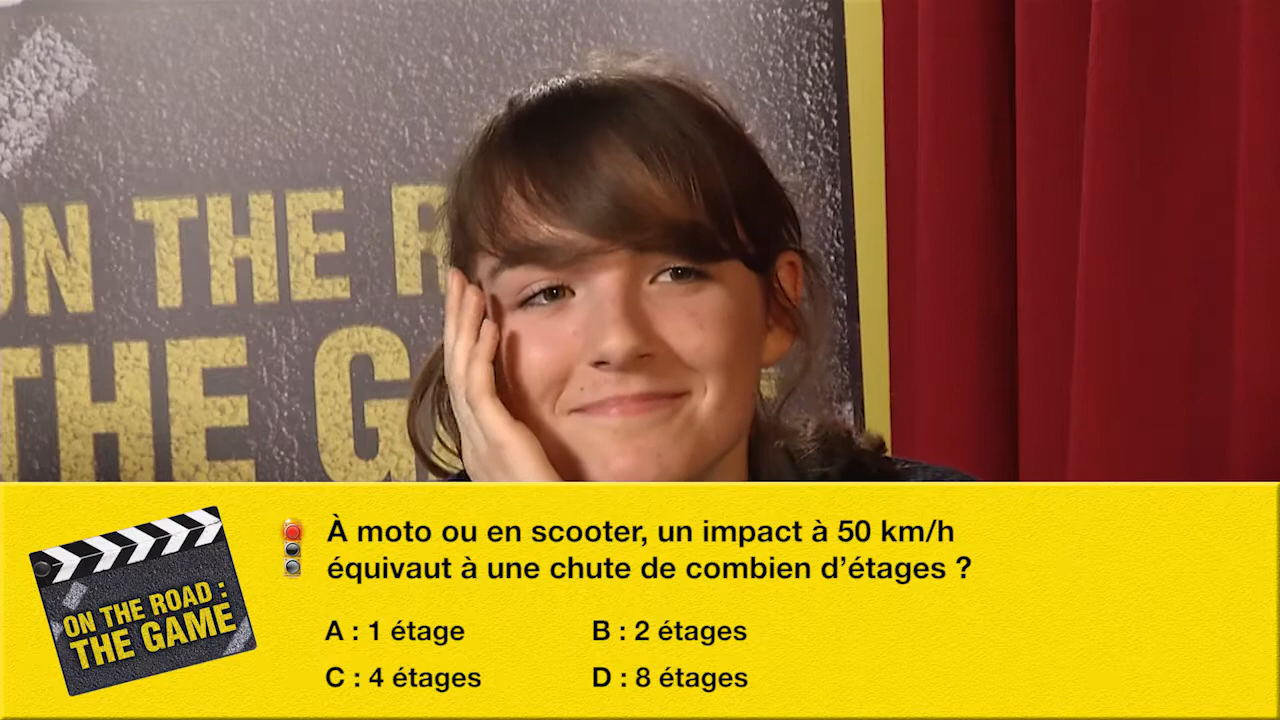 ON THE R
THE G
À moto ou en scooter, un impact à 50 km/h
équivaut à une chute de combien d’étages ?
A : 1 étage
B : 2 étages
C : 4 étages
D : 8 étages
ON THE ROAD :
THE GAME